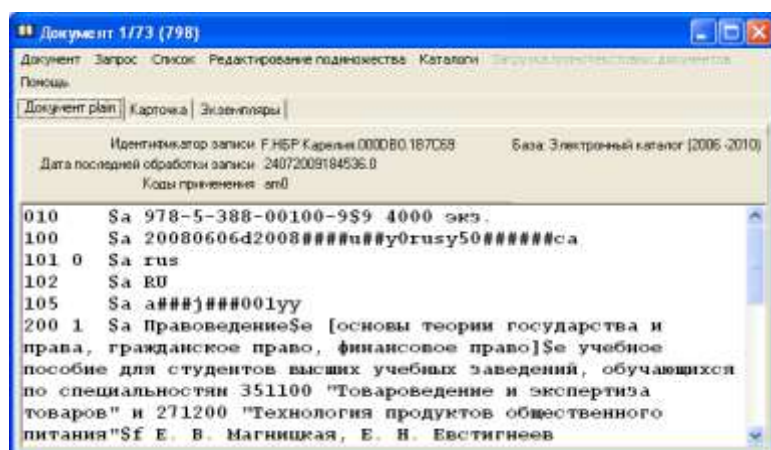 Документ 1/73 (798)
Документ Запрос Список Редактирование подмножества Каталоги
Помощь
Документ plain Карточка Экземпляры
Идентификатор записи F.НБР Карелия.000DB0.187C69 База: Электронный каталог (2006 -2010)
Дата последней обработки записи 24072009184536.0
Коды применения am0
010 $a 978-5-388-00100-9$9 4000 экз.
100 $a 20080606d2008####u##y0rusy50######ca
101 0 $a rus
102 $a RU
105 $a a###j###001yy
200 1 $a Правоведение$e [основы теории государства и
права, гражданское право, финансовое право]$e учебное
пособие для студентов высших учебных заведений, обучающихся
по специальностям 351100 "Товароведение и экспертиза
товаров" и 271200 "Технология продуктов общественного
питания"$f Е. В. Магницкая, Е. Н. Евстигнеев